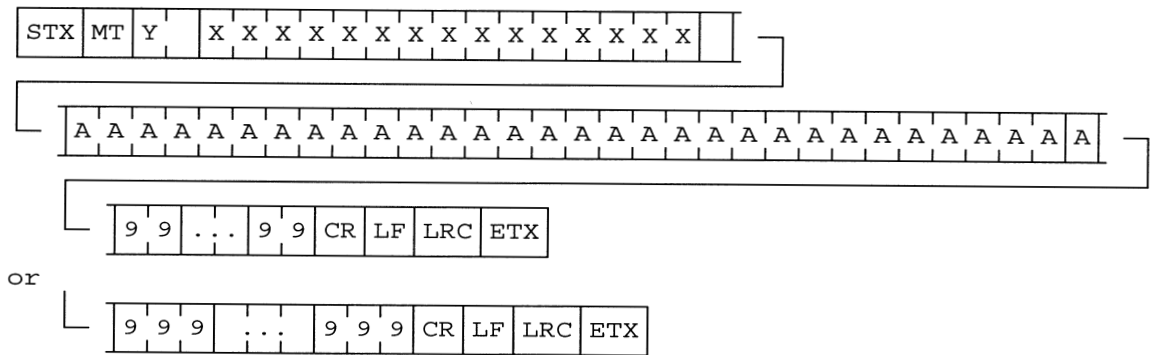 STX MT Y X X X X X X X X X X X X X X X
A A A A A A A A A A A A A A A A A A A A A A A A A A A A A A A
9 9 ... 9 9 CR LF LRC ETX
or
9 9 9 ... 9 9 9 CR LF LRC ETX